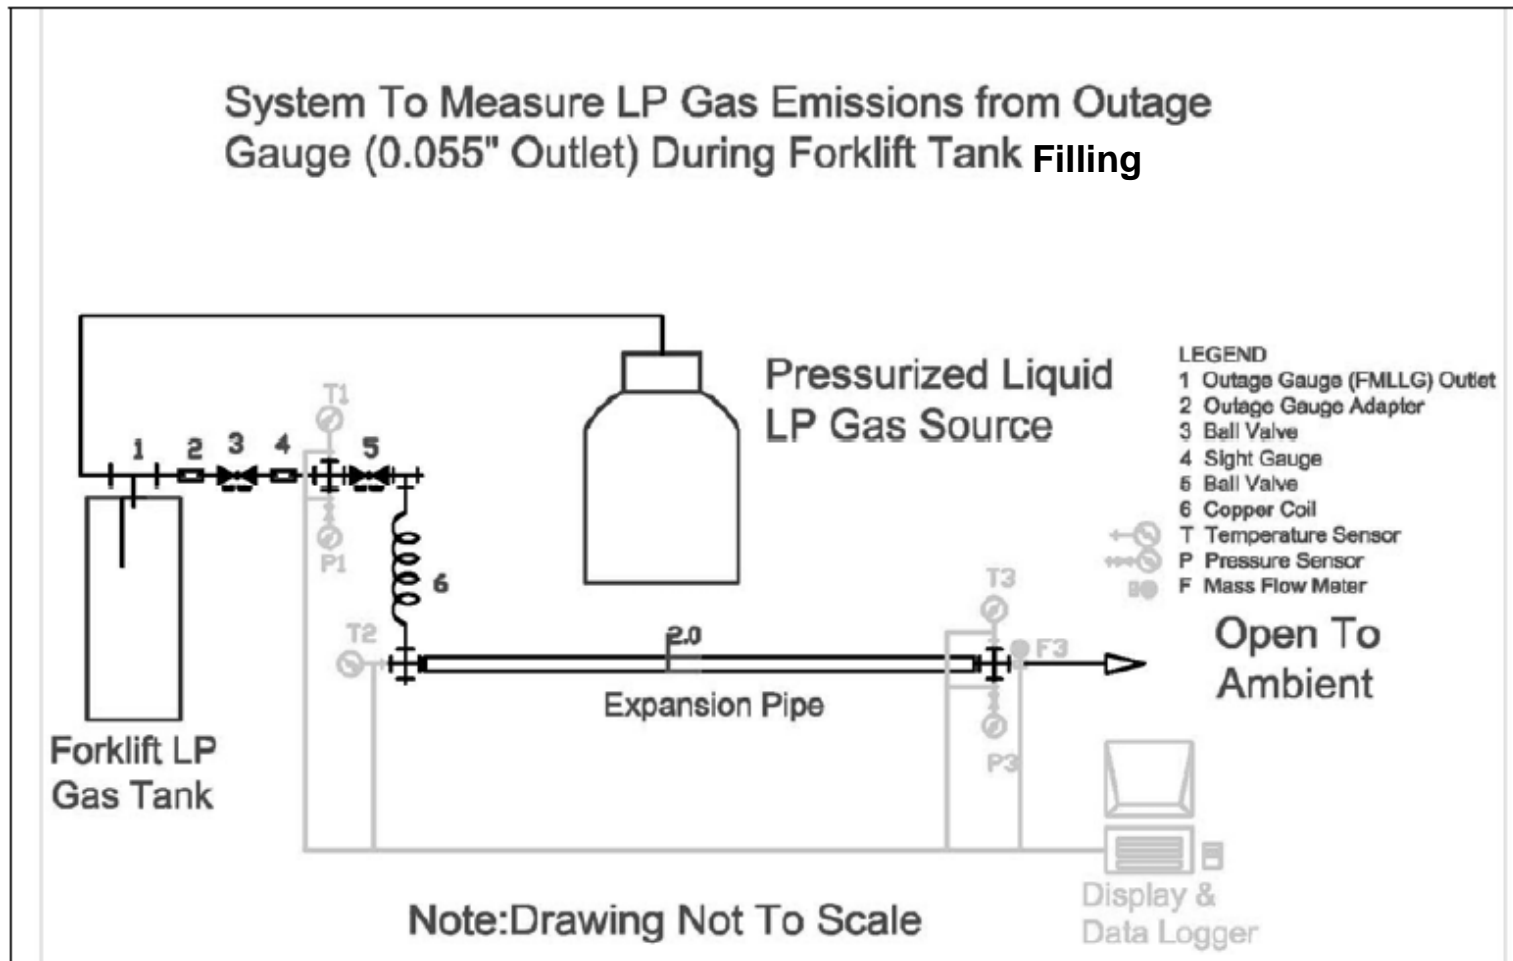 System To Measure LP Gas Emissions from Outage
Gauge (0.055" Outlet) During Forklift Tank Filling
Pressurized Liquid
LP Gas Source
LEGEND
1 Outage Gauge (FMLLG) Outlet
2 Outage Gauge Adapter
3 Ball Valve
4 Sight Gauge
5 Ball Valve
6 Copper Coil
T Temperature Sensor
P Pressure Sensor
F Mass Flow Meter
T1
1 2 3 4 5
P1
6
T2
2.0
T3
F3
Open To
Ambient
Expansion Pipe
P3
Forklift LP
Gas Tank
Display &
Data Logger
Note:Drawing Not To Scale